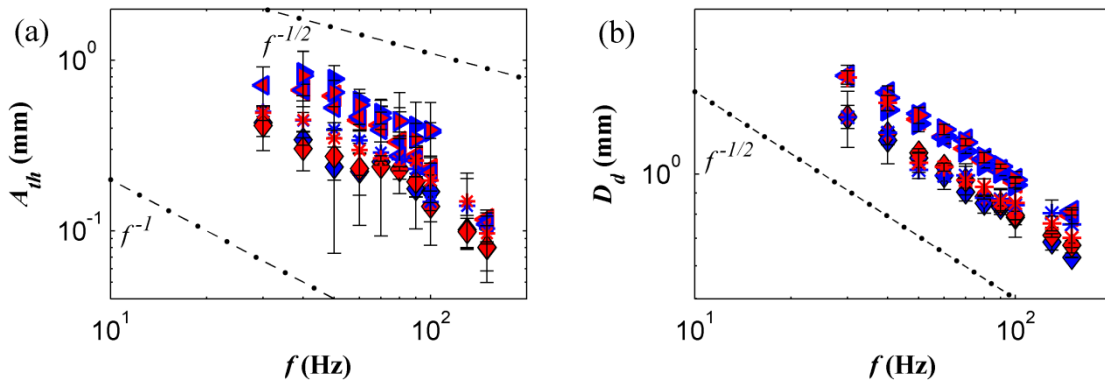 (a)
A_th (mm)
10^0
10^-1
f^-1/2
f^-1
10^1
10^2
f (Hz)
(b)
D_d (mm)
10^0
f^-1/2
10^1
10^2
f (Hz)